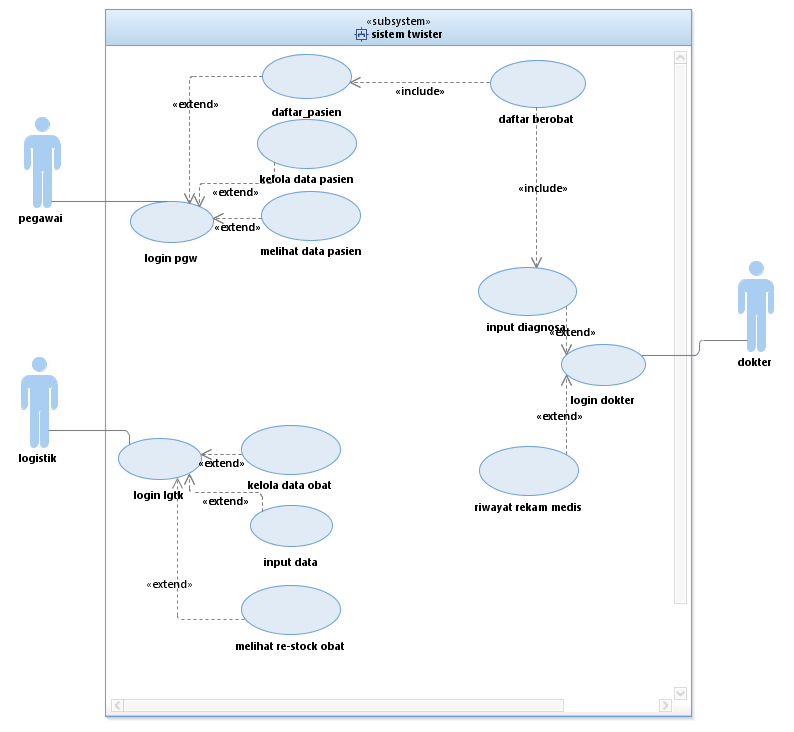 «subsystem»
sistem twister
«extend»
«include»
daftar_pasien
daftar berobat
kelola data pasien
«extend»
«include»
pegawai
«extend»
melihat data pasien
login pgw
input diagnosa
«extend»
dokter
login dokter
«extend»
logistik
«extend»
kelola data obat
login lgtk
«extend»
riwayat rekam medis
input data
«extend»
melihat re-stock obat